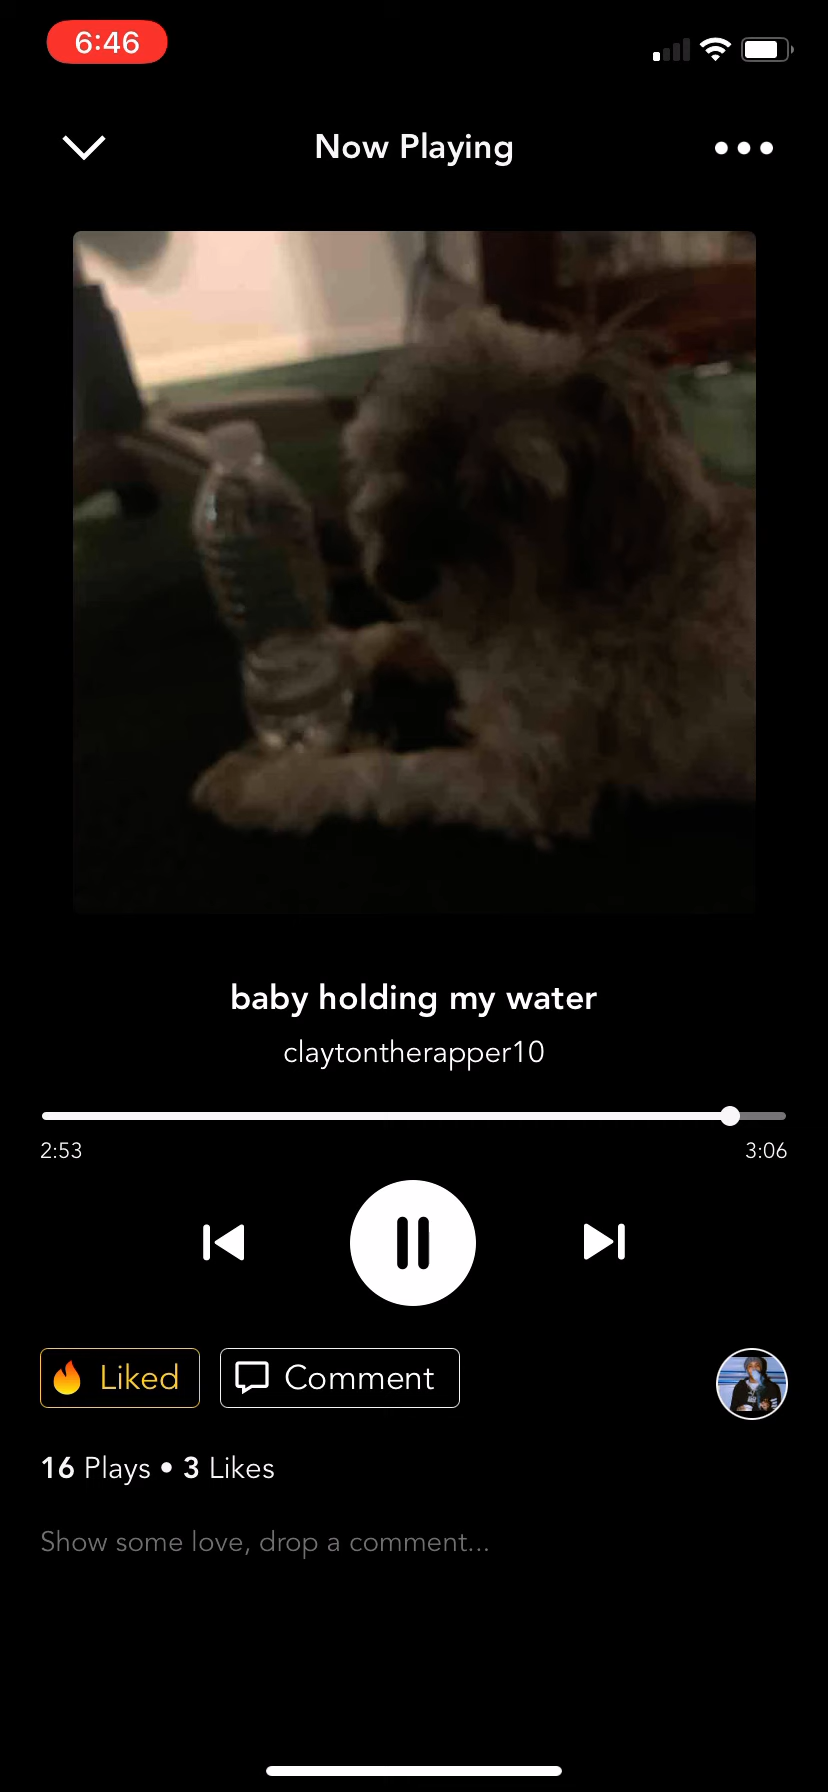 6:46
Now Playing
baby holding my water
claytontherapper10
2:53 3:06
Liked Comment
16 Plays • 3 Likes
Show some love, drop a comment...